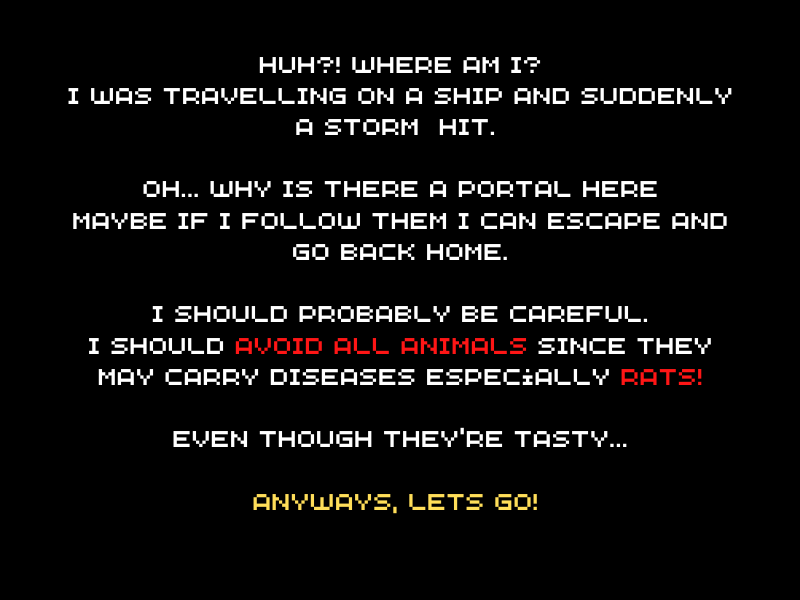 HUH?! WHERE AM I?
I WAS TRAVELLING ON A SHIP AND SUDDENLY
A STORM  HIT.
OH... WHY IS THERE A PORTAL HERE
MAYBE IF I FOLLOW THEM I CAN ESCAPE AND
GO BACK HOME.
I SHOULD PROBABLY BE CAREFUL.
I SHOULD AVOID ALL ANIMALS SINCE THEY
MAY CARRY DISEASES ESPECiALLY RATS!
EVEN THOUGH THEY'RE TASTY...
ANYWAYS, LETS GO!